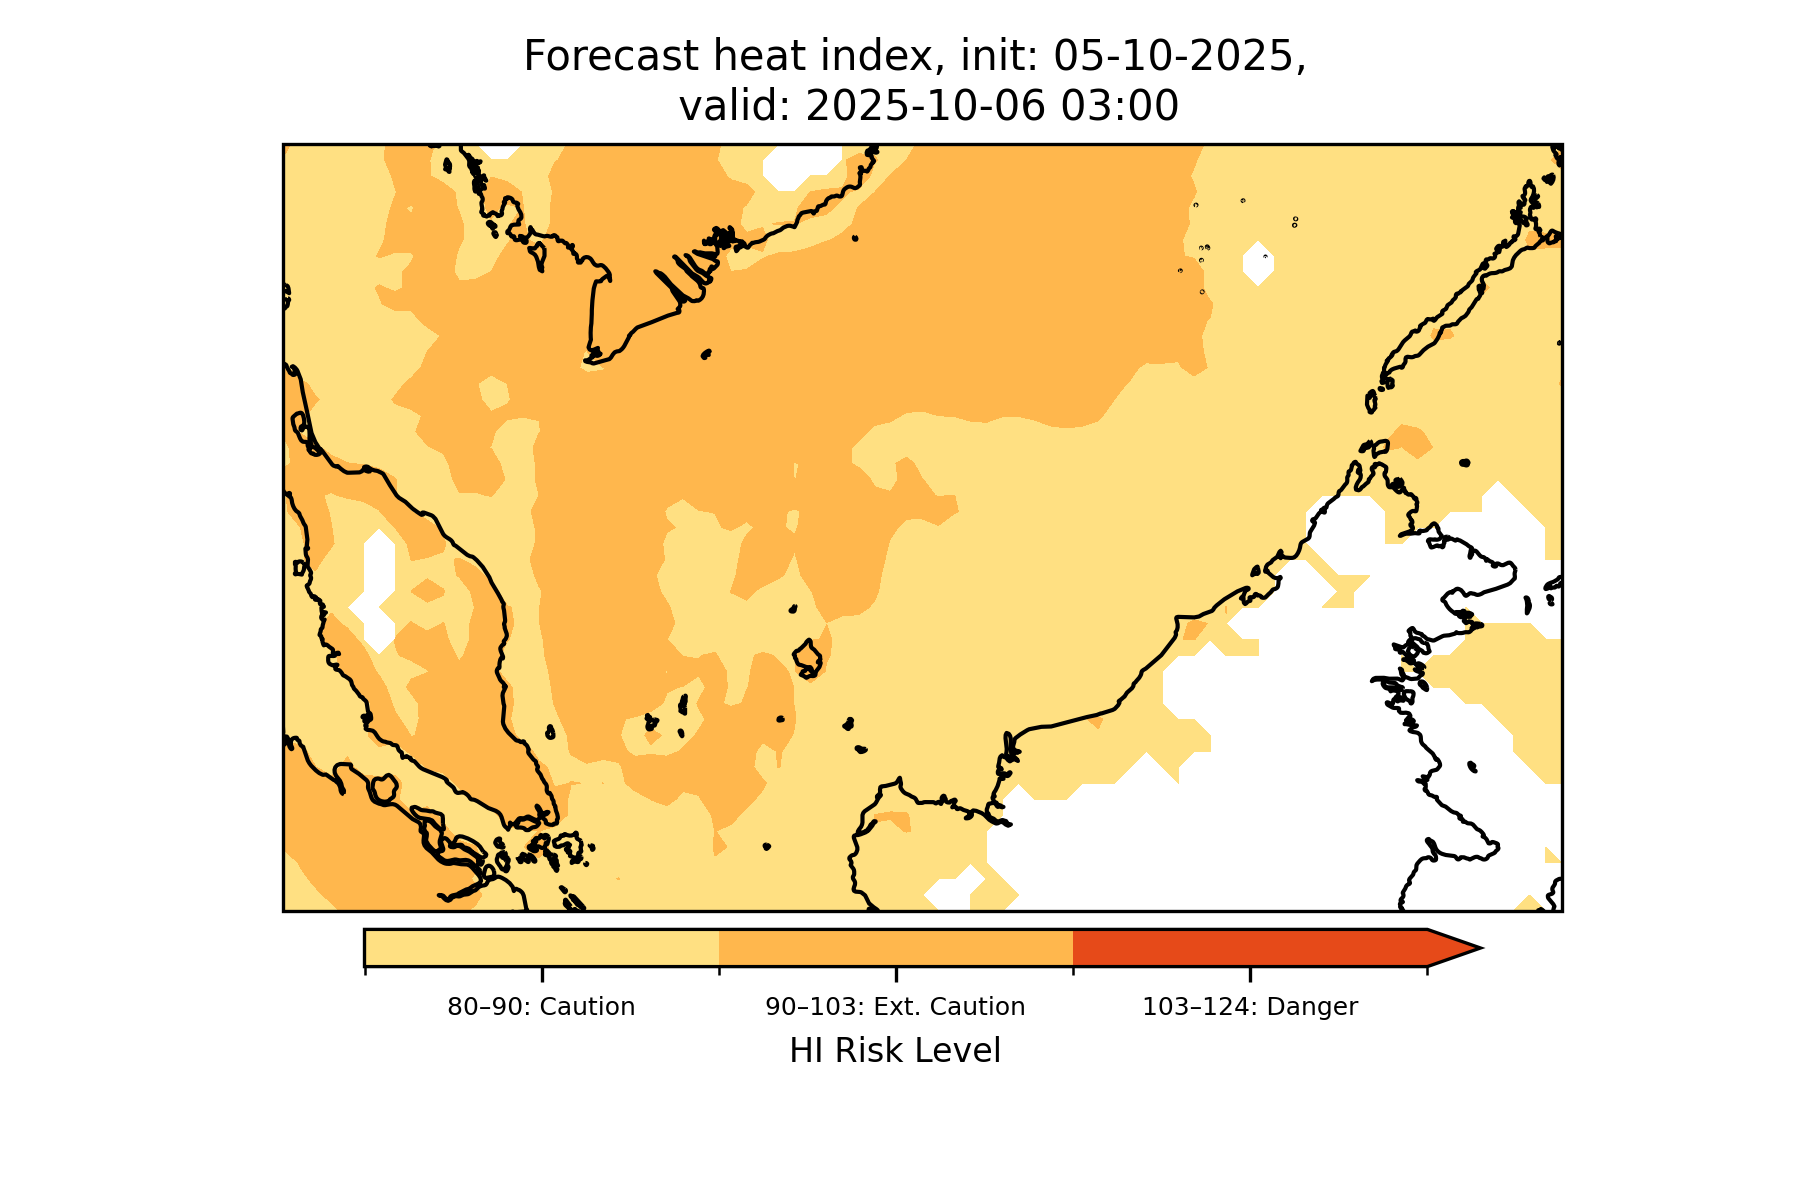 Forecast heat index, init: 05-10-2025,
valid: 2025-10-06 03:00
80–90: Caution
90–103: Ext. Caution
103–124: Danger
HI Risk Level